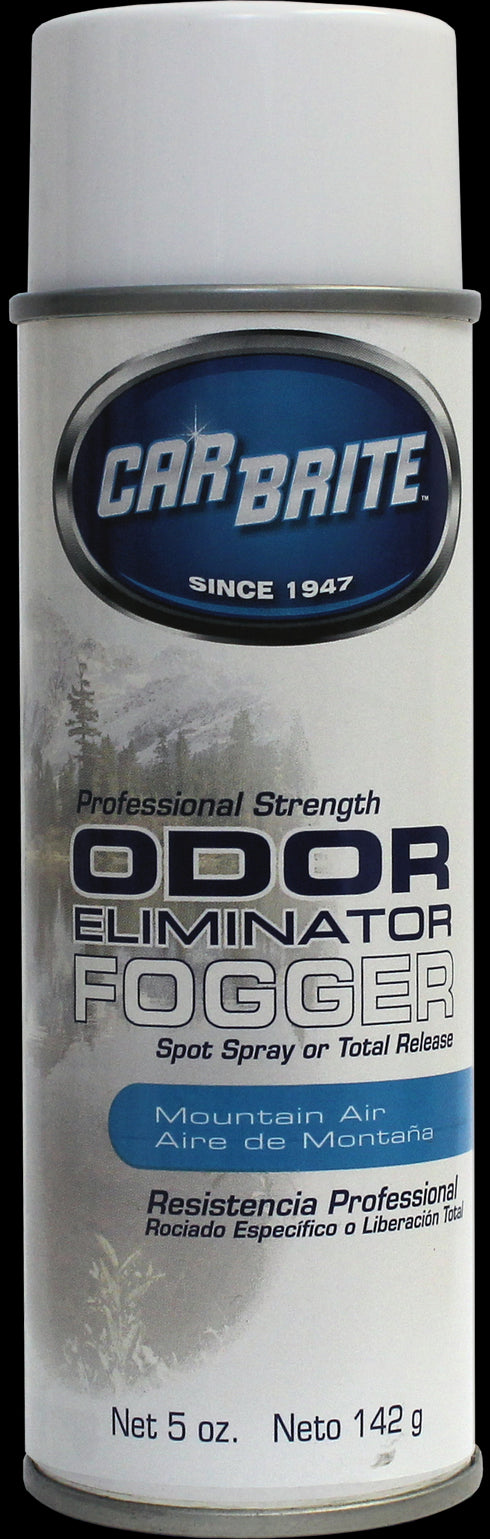 CAR BRITE™
SINCE 1947
Professional Strength
ODOR
ELIMINATOR
FOGGER
Spot Spray or Total Release
Mountain Air
Aire de Montaña
Resistencia Professional
Rociado Específico o Liberación Total
Net 5 oz. Neto 142 g